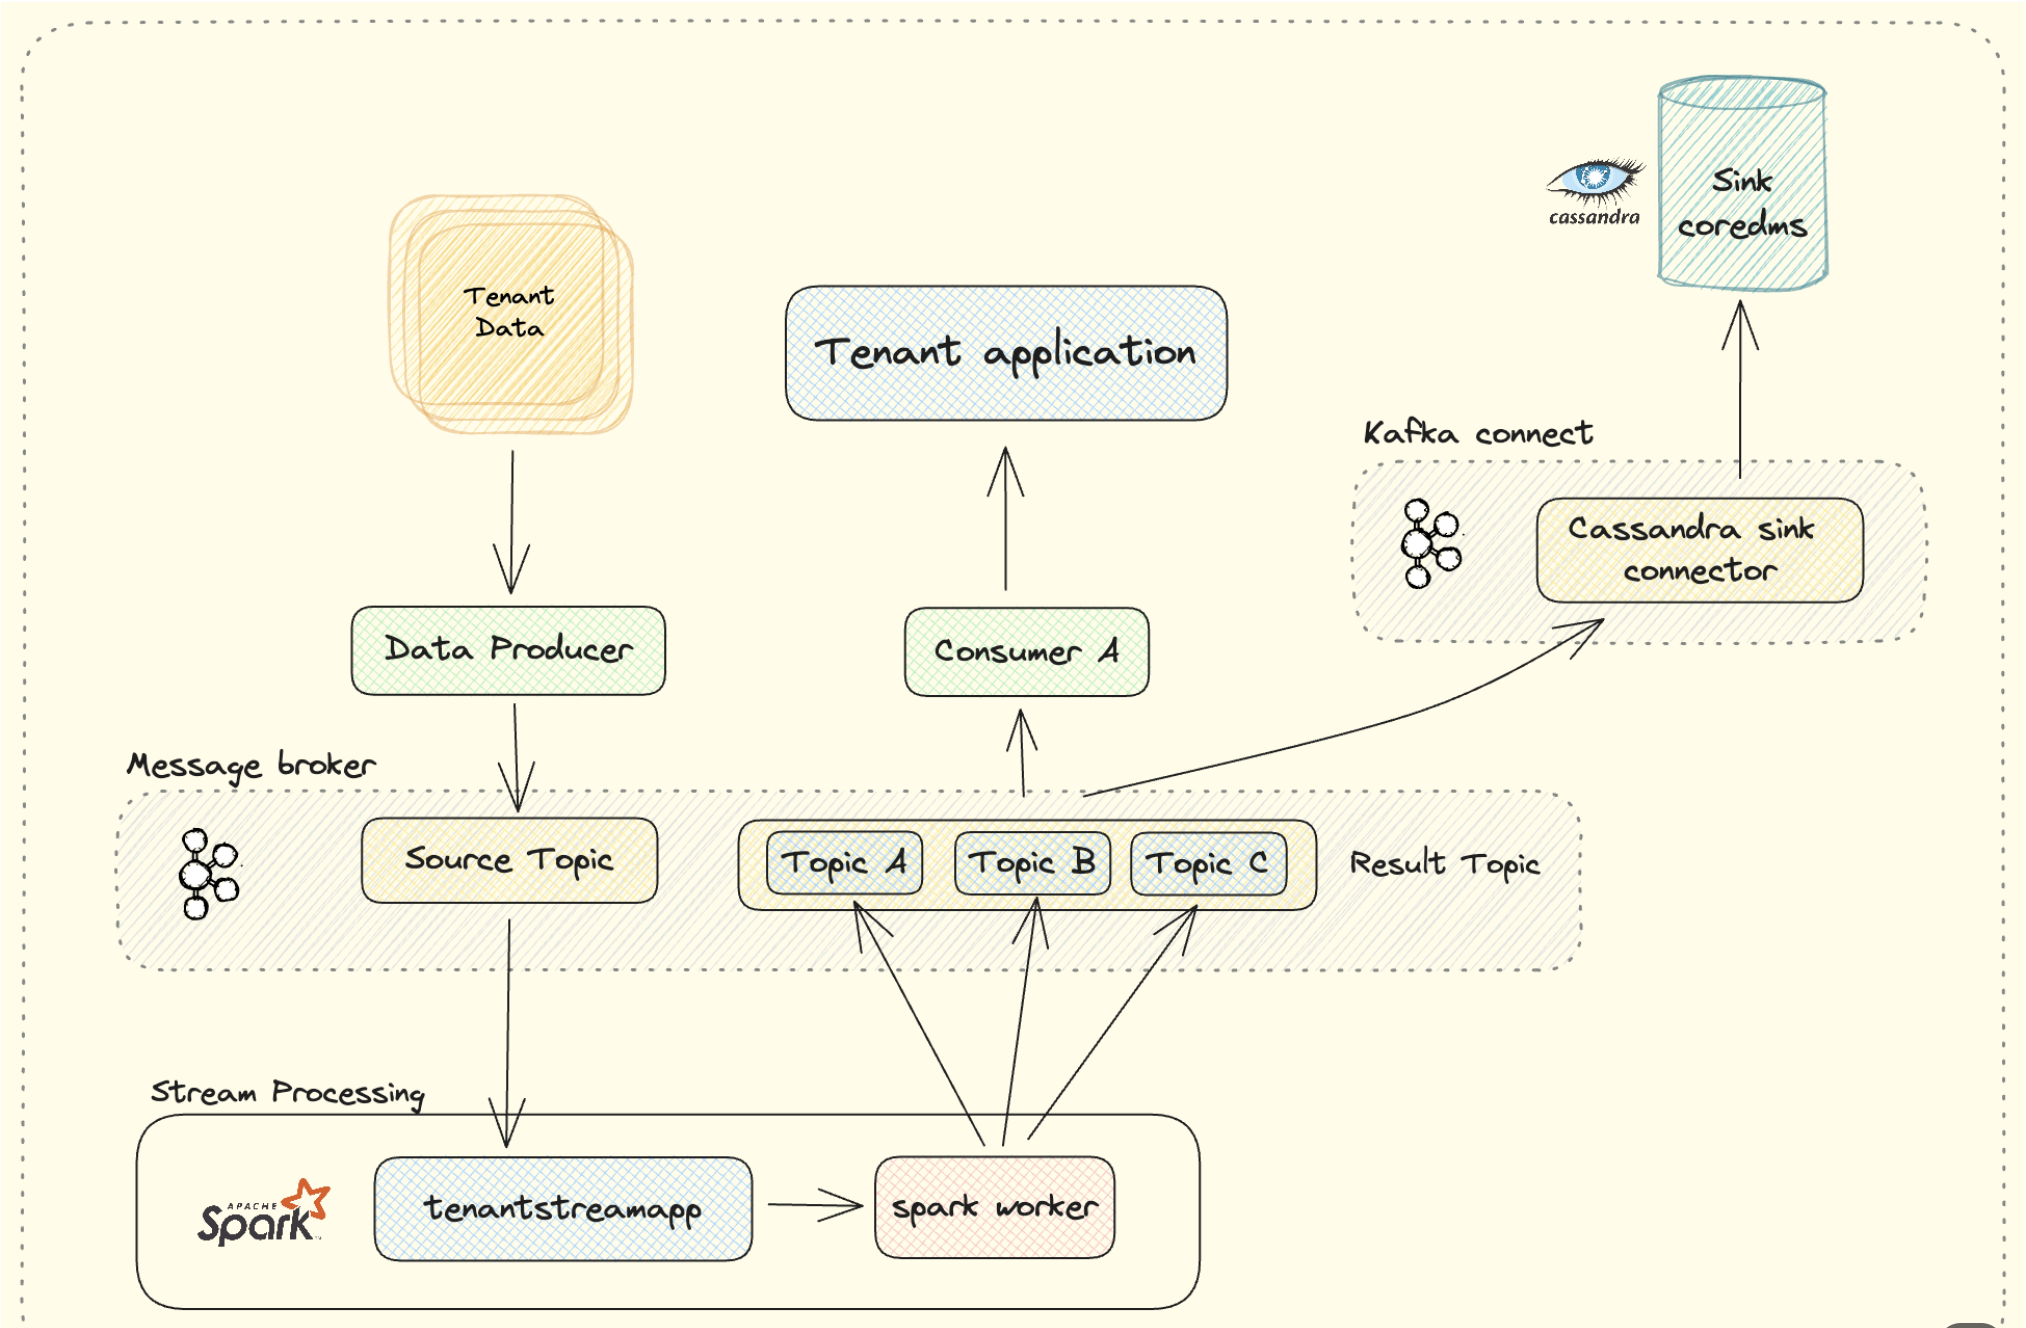 Sink
coredms
cassandra
Tenant
Data
Tenant application
Kafka connect
Cassandra sink
connector
Data Producer
Consumer A
Message broker
Source Topic
Topic A
Topic B
Topic C
Result Topic
Stream Processing
APACHE
Spark
tenantstreamapp
spark worker